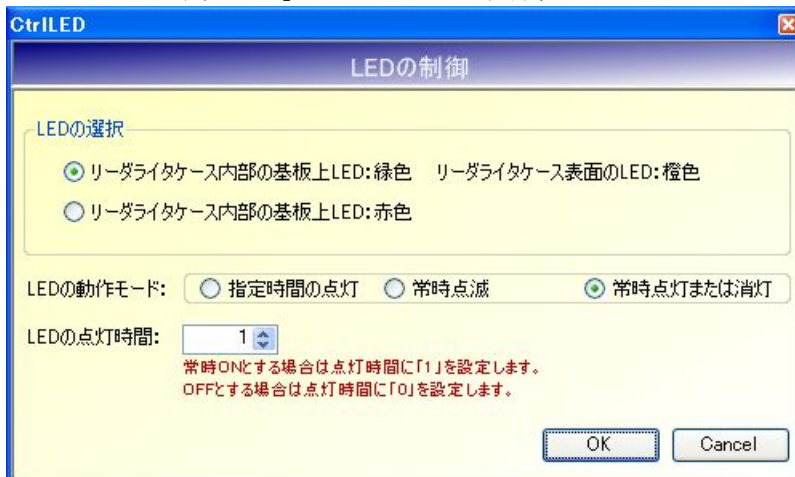 CtrlLED
LEDの制御
LEDの選択
リーダライタケース内部の基板上LED:緑色 リーダライタケース表面のLED:橙色
リーダライタケース内部の基板上LED:赤色
LEDの動作モード: 指定時間の点灯 常時点滅 常時点灯または消灯
LEDの点灯時間: 1
常時ONとする場合は点灯時間に「1」を設定します。
OFFとする場合は点灯時間に「0」を設定します。
OK Cancel